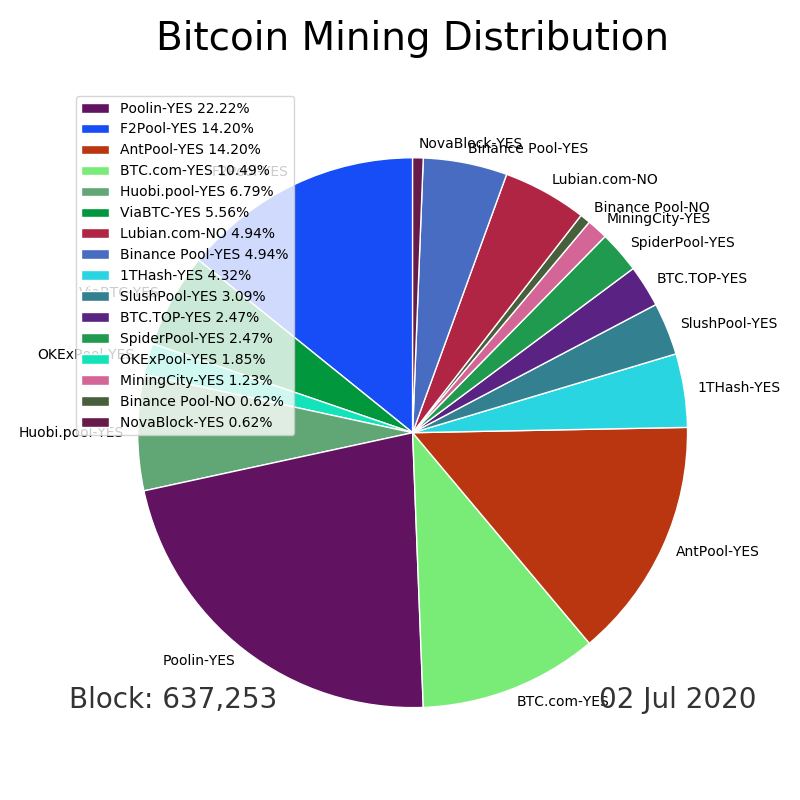 Bitcoin Mining Distribution
Poolin-YES 22.22%
F2Pool-YES 14.20%
AntPool-YES 14.20%
BTC.com-YES 10.49%
Huobi.pool-YES 6.79%
ViaBTC-YES 5.56%
Lubian.com-NO 4.94%
Binance Pool-YES 4.94%
1THash-YES 4.32%
SlushPool-YES 3.09%
BTC.TOP-YES 2.47%
SpiderPool-YES 2.47%
OKExPool-YES 1.85%
MiningCity-YES 1.23%
Binance Pool-NO 0.62%
NovaBlock-YES 0.62%
NovaBlock-YES
Binance Pool-YES
Lubian.com-NO
Binance Pool-NO
MiningCity-YES
SpiderPool-YES
BTC.TOP-YES
SlushPool-YES
1THash-YES
AntPool-YES
BTC.com-YES
Poolin-YES
Huobi.pool-YES
OKExPool-YES
ViaBTC-YES
F2Pool-YES
Block: 637,253
02 Jul 2020